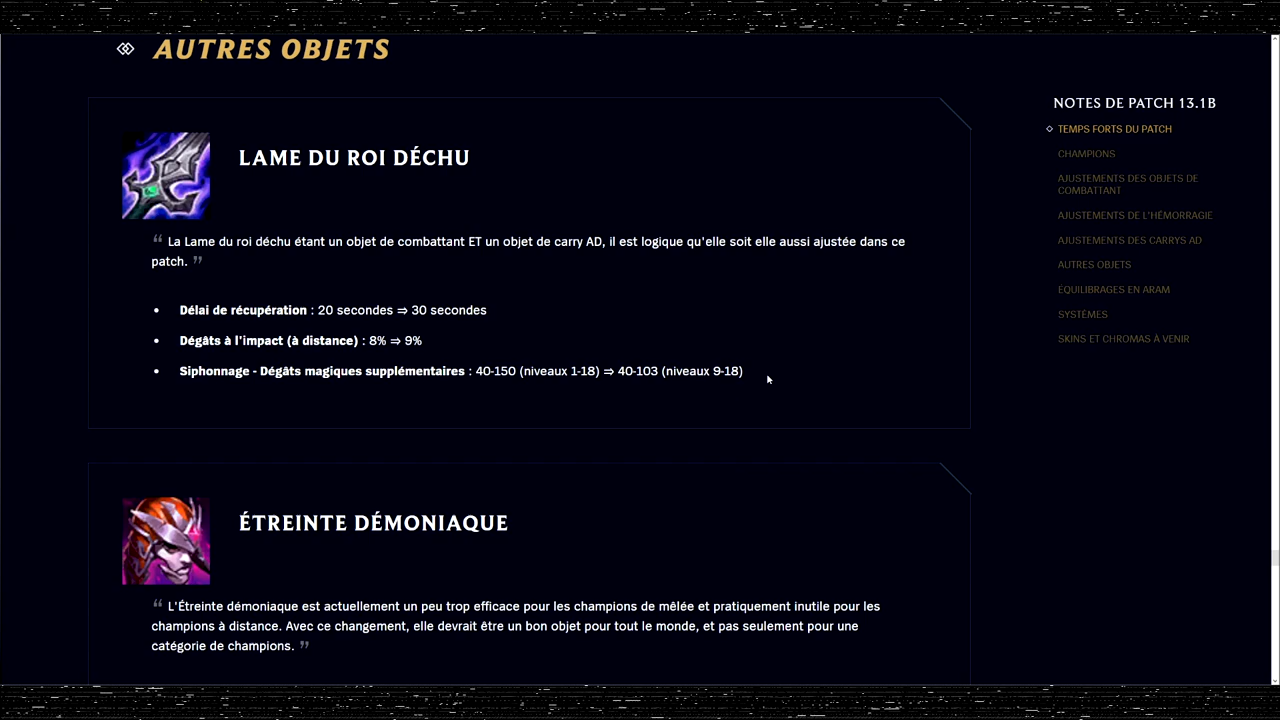 AUTRES OBJETS
NOTES DE PATCH 13.1B
TEMPS FORTS DU PATCH
CHAMPIONS
AJUSTEMENTS DES OBJETS DE
COMBATTANT
AJUSTEMENTS DE L'HÉMORRAGIE
AJUSTEMENTS DES CARRYS AD
AUTRES OBJETS
ÉQUILIBRAGES EN ARAM
SYSTÈMES
SKINS ET CHROMAS À VENIR
LAME DU ROI DÉCHU
“ La Lame du roi déchu étant un objet de combattant ET un objet de carry AD, il est logique qu'elle soit elle aussi ajustée dans ce
patch. ”
• Délai de récupération : 20 secondes ⇒ 30 secondes
• Dégâts à l'impact (à distance) : 8% ⇒ 9%
• Siphonnage - Dégâts magiques supplémentaires : 40-150 (niveaux 1-18) ⇒ 40-103 (niveaux 9-18)
ÉTREINTE DÉMONIAQUE
“ L'Étreinte démoniaque est actuellement un peu trop efficace pour les champions de mêlée et pratiquement inutile pour les
champions à distance. Avec ce changement, elle devrait être un bon objet pour tout le monde, et pas seulement pour une
catégorie de champions. ”